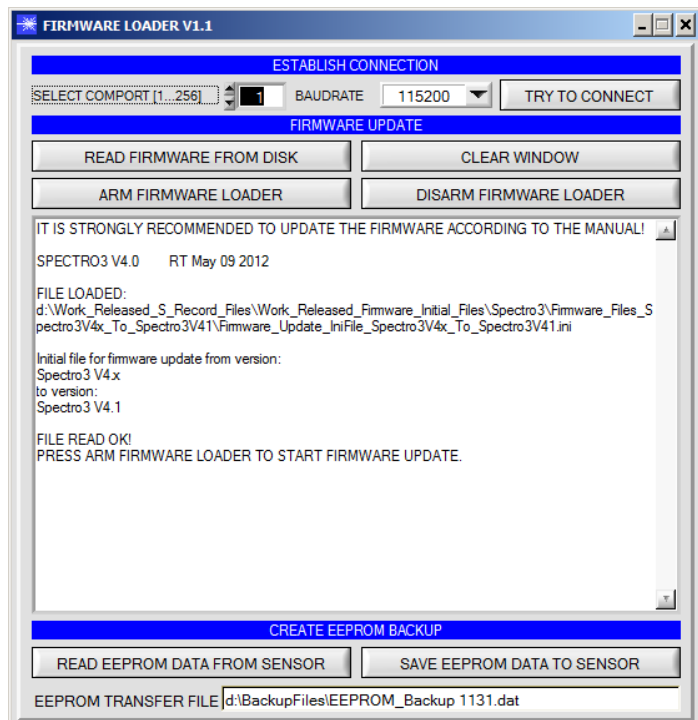 FIRMWARE LOADER V1.1
ESTABLISH CONNECTION
SELECT COMPORT [1...256] 1 BAUDRATE 115200 TRY TO CONNECT
FIRMWARE UPDATE
READ FIRMWARE FROM DISK CLEAR WINDOW
ARM FIRMWARE LOADER DISARM FIRMWARE LOADER
IT IS STRONGLY RECOMMENDED TO UPDATE THE FIRMWARE ACCORDING TO THE MANUAL!
SPECTRO3 V4.0 RT May 09 2012
FILE LOADED:
d:\Work_Released_S_Record_Files\Work_Released_Firmware_Initial_Files\Spectro3\Firmware_Files_S
pectro3V4x_To_Spectro3V41\Firmware_Update_IniFile_Spectro3V4x_To_Spectro3V41.ini
Initial file for firmware update from version:
Spectro3 V4.x
to version:
Spectro3 V4.1
FILE READ OK!
PRESS ARM FIRMWARE LOADER TO START FIRMWARE UPDATE.
CREATE EEPROM BACKUP
READ EEPROM DATA FROM SENSOR SAVE EEPROM DATA TO SENSOR
EEPROM TRANSFER FILE d:\BackupFiles\EEPROM_Backup 1131.dat